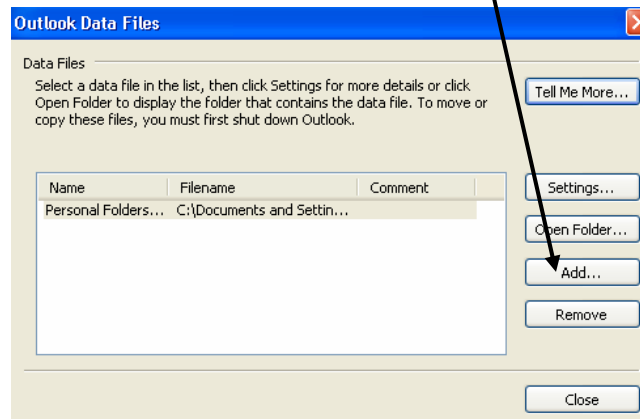 Outlook Data Files
Data Files
Select a data file in the list, then click Settings for more details or click
Open Folder to display the folder that contains the data file. To move or
copy these files, you must first shut down Outlook.
Tell Me More...
Name Filename Comment
Personal Folders... C:\Documents and Settin...
Settings...
Open Folder...
Add...
Remove
Close